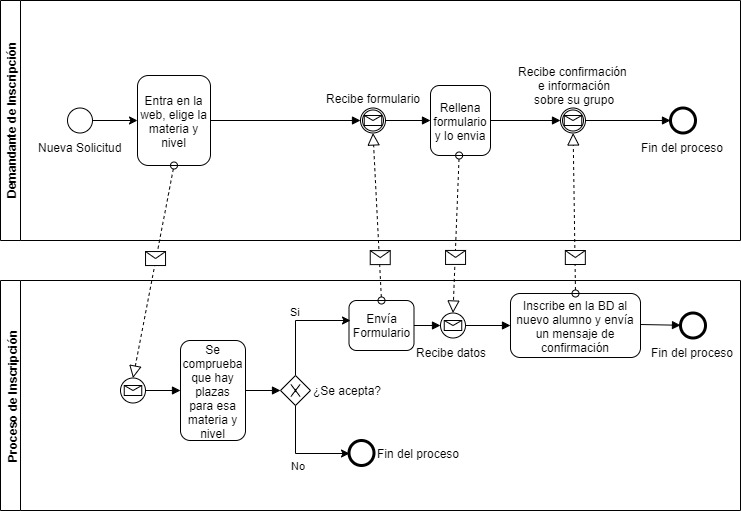 Demandante de Inscripción
Nueva Solicitud
Entra en la
web, elige la
materia y
nivel
Recibe formulario
Rellena
formulario
y lo envia
Recibe confirmación
e información
sobre su grupo
Fin del proceso
Proceso de Inscripción
Se
comprueba
que hay
plazas
para esa
materia y
nivel
¿Se acepta?
Si
No
Envía
Formulario
Recibe datos
Inscribe en la BD al
nuevo alumno y envía
un mensaje de
confirmación
Fin del proceso
Fin del proceso